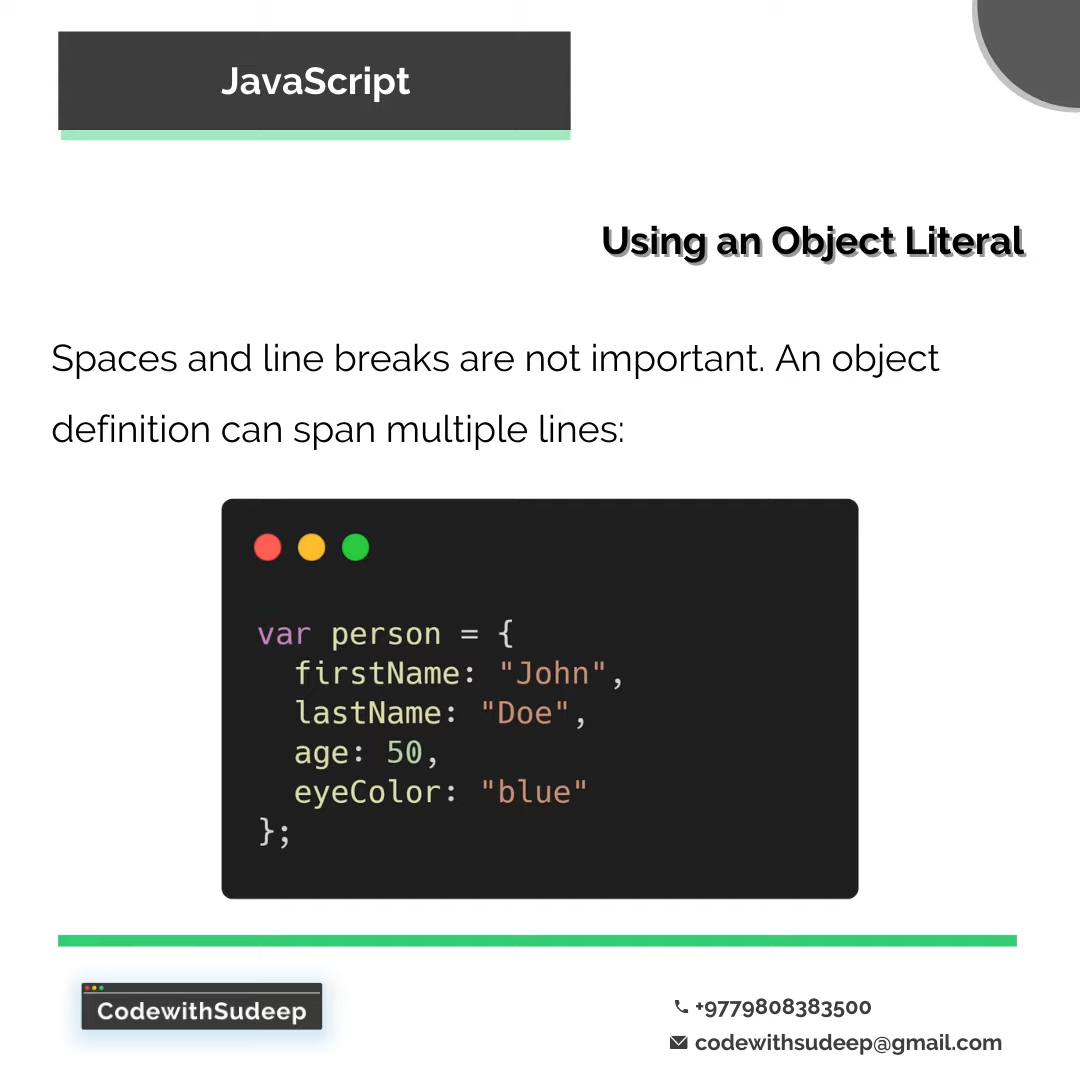 JavaScript
Using an Object Literal
Spaces and line breaks are not important. An object
definition can span multiple lines:
var person = {
  firstName: "John",
  lastName: "Doe",
  age: 50,
  eyeColor: "blue"
};
CodewithSudeep
+9779808383500
codewithsudeep@gmail.com